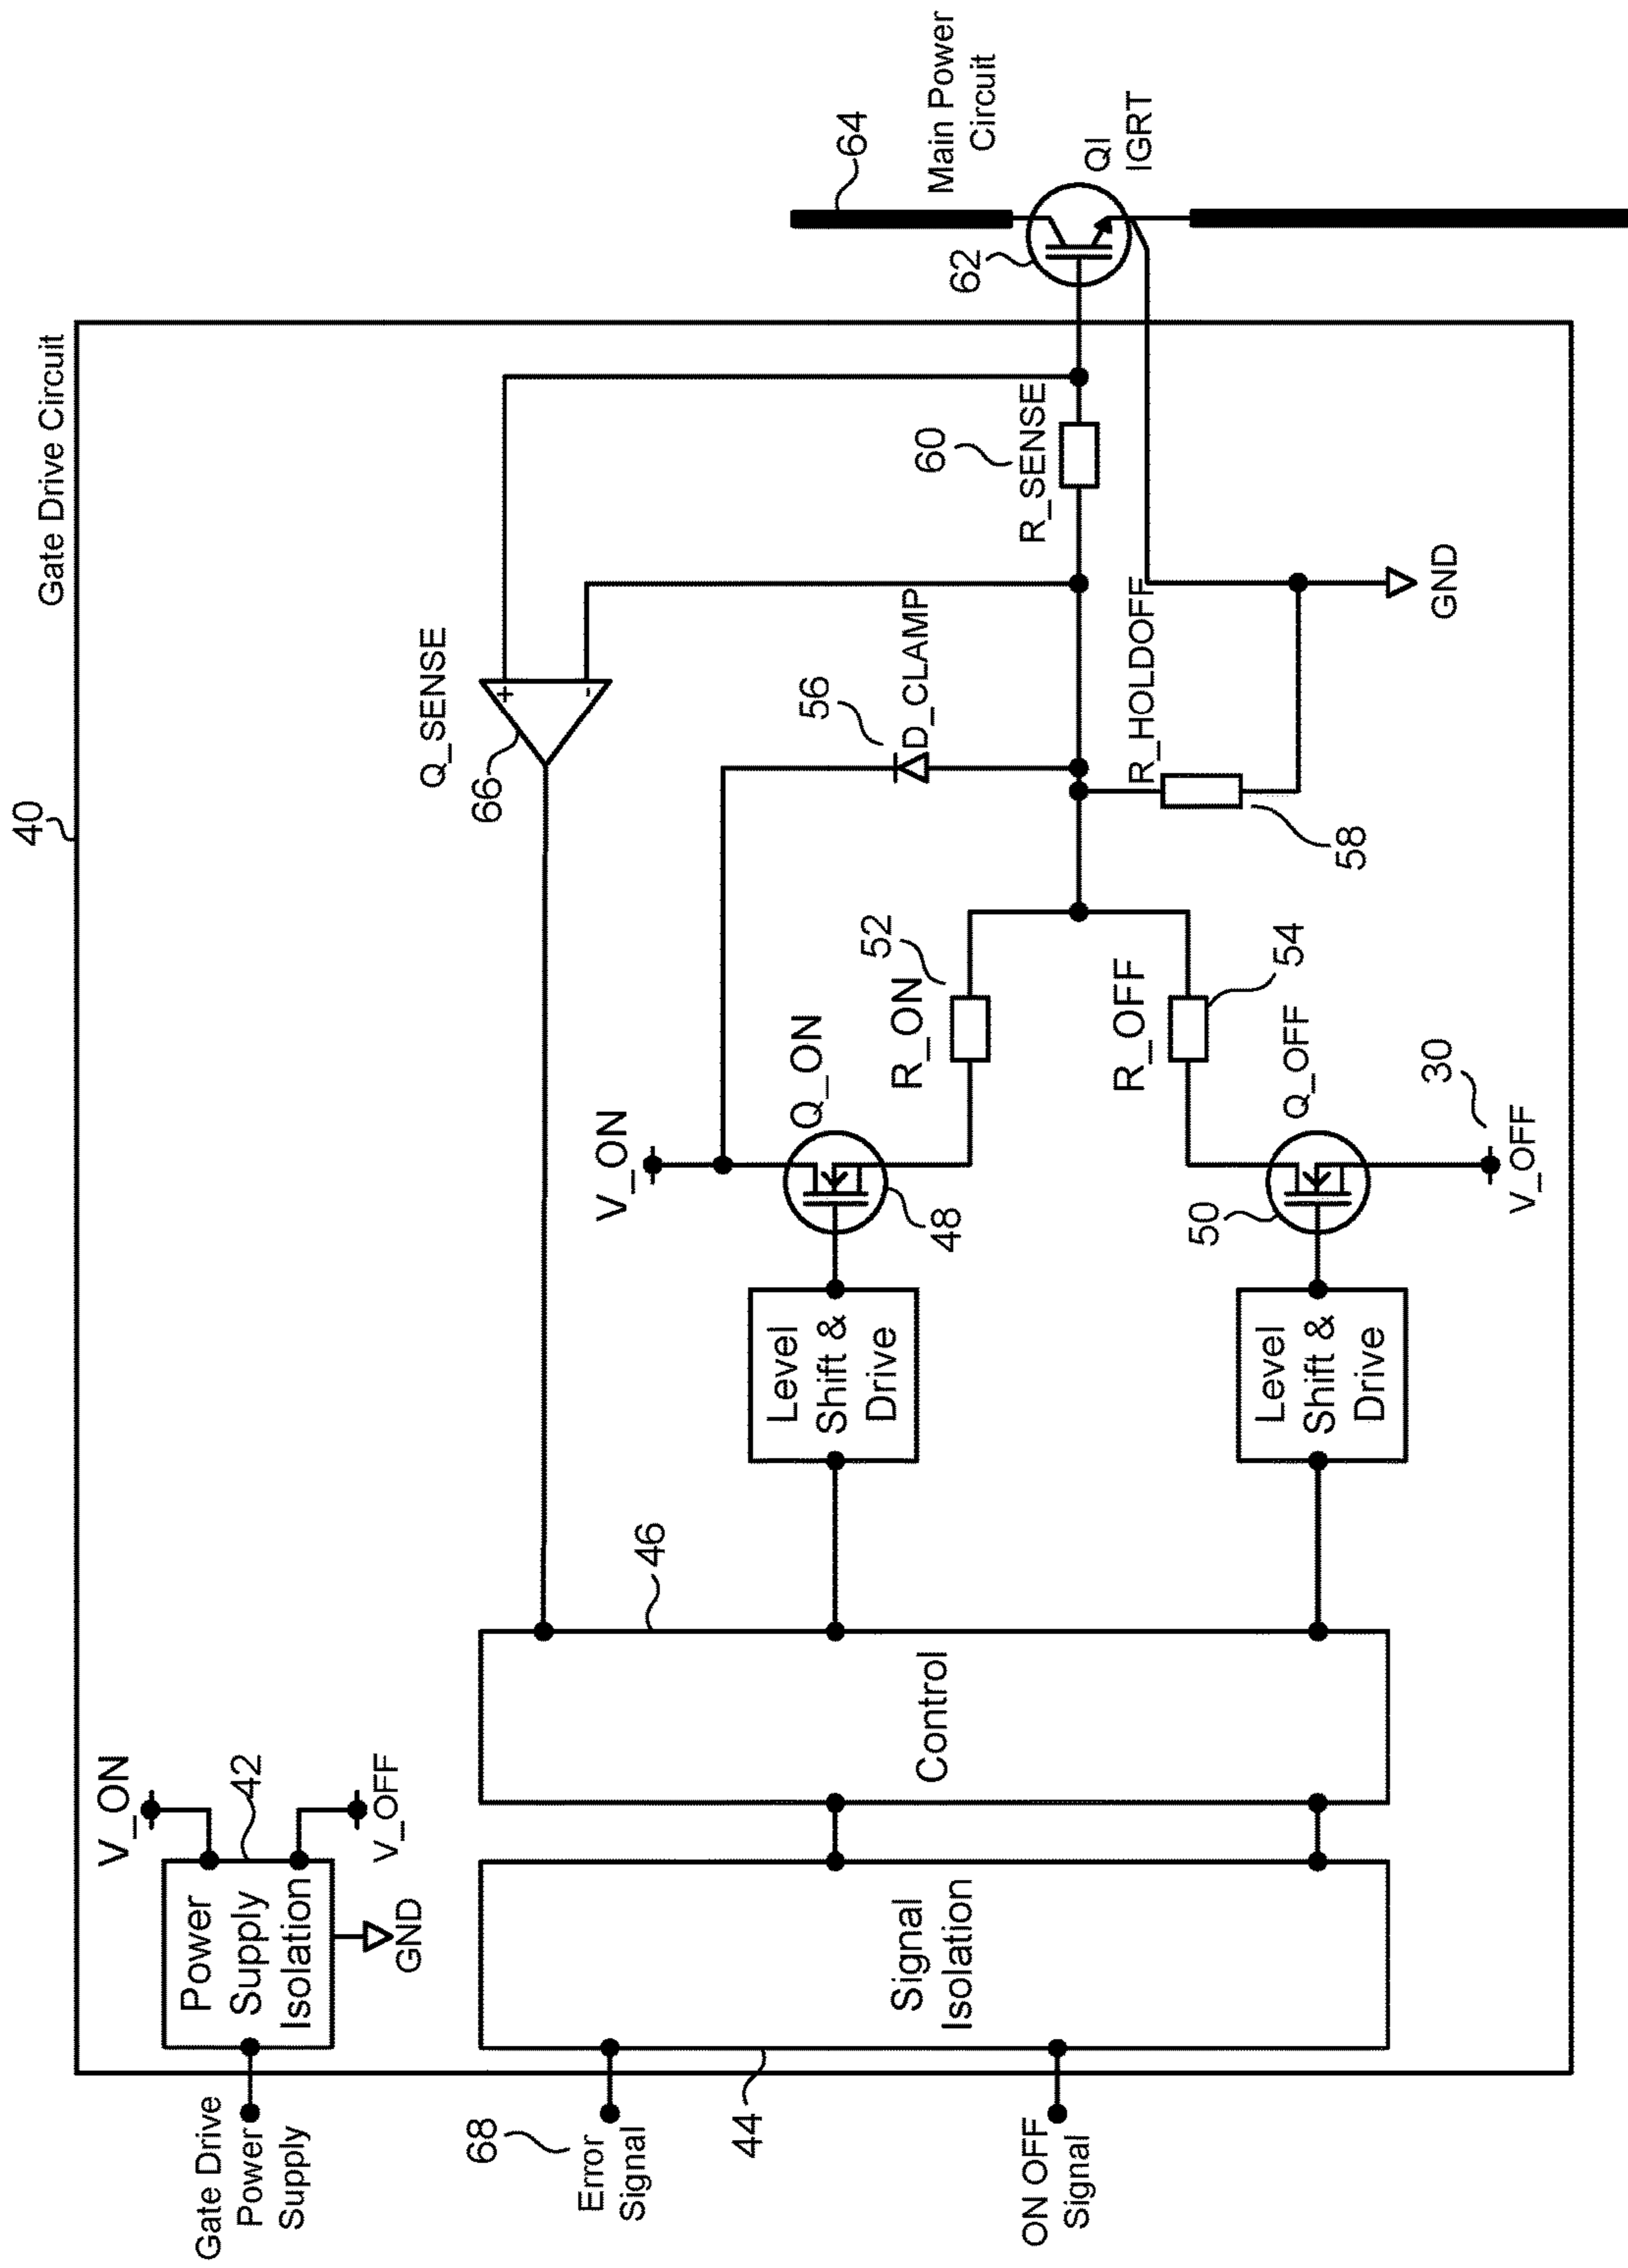 40
Gate Drive Circuit
Gate Drive
Power
Supply
Power
Supply
Isolation
42
V_ON
V_OFF
GND
Q_SENSE
66
+
-
68
Error
Signal
44
ON OFF
Signal
Signal
Isolation
Control
46
Level
Shift &
Drive
Level
Shift &
Drive
V_ON
Q_ON
48
50
Q_OFF
V_OFF
30
R_ON
52
R_OFF
54
56
D_CLAMP
R_HOLDOFF
58
GND
60
R_SENSE
62
QI
IGRT
64
Main Power
Circuit